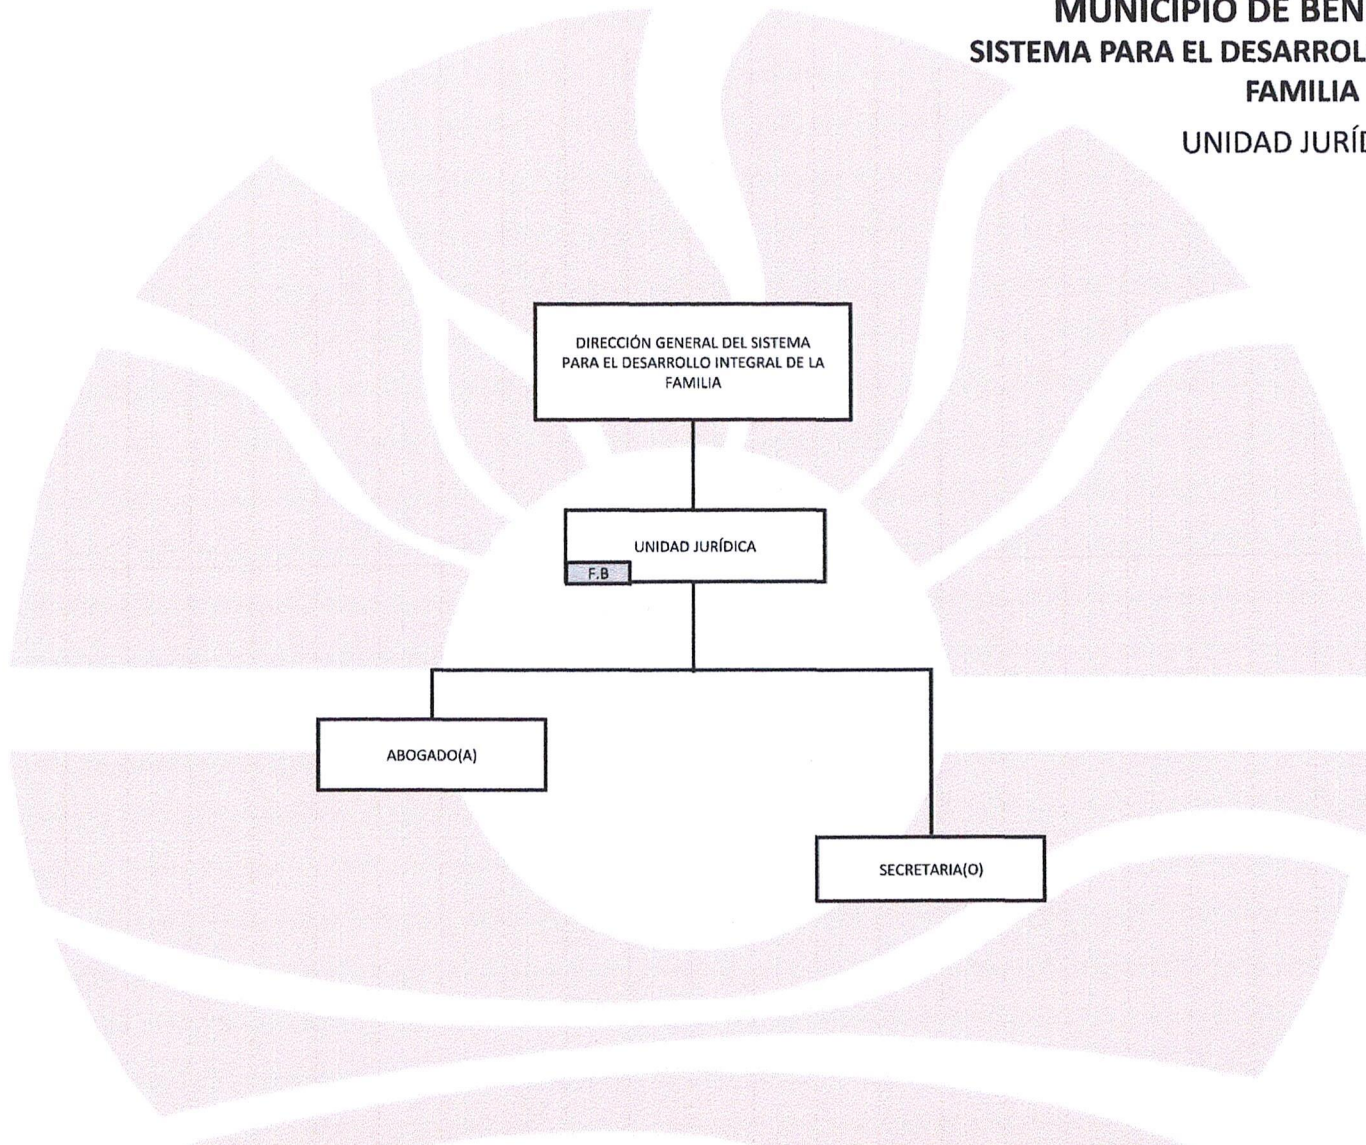 MUNICIPIO DE BEN
SISTEMA PARA EL DESARROL
FAMILIA
UNIDAD JURÍD
DIRECCIÓN GENERAL DEL SISTEMA
PARA EL DESARROLLO INTEGRAL DE LA
FAMILIA
UNIDAD JURÍDICA
F.B
ABOGADO(A)
SECRETARIA(O)